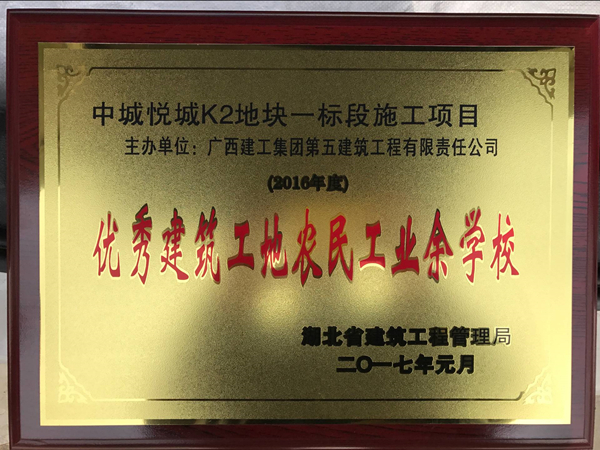 中城悦城K2地块一标段施工项目
主办单位：广西建工集团第五建筑工程有限责任公司
(2016年度)
优秀建筑工地农民工业余学校
湖北省建筑工程管理局
二〇一七年元月